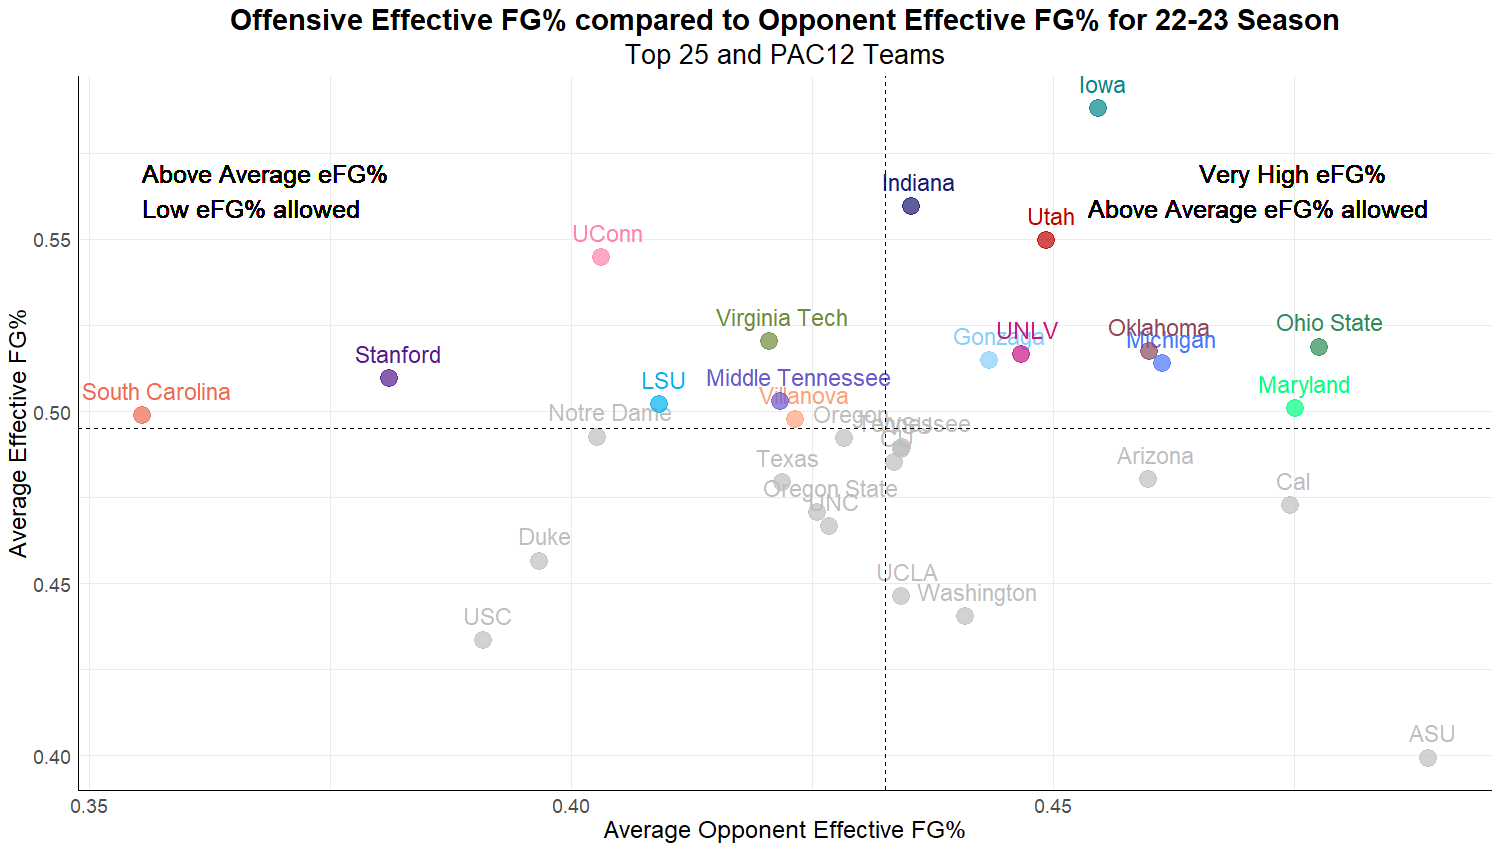 Offensive Effective FG% compared to Opponent Effective FG% for 22-23 Season
Top 25 and PAC12 Teams
Iowa
Above Average eFG%
Low eFG% allowed
Very High eFG%
Above Average eFG% allowed
Indiana
Utah
UConn
Virginia Tech
Gonzaga
UNLV
Oklahoma
Michigan
Ohio State
Stanford
South Carolina
LSU
Middle Tennessee
Villanova
Maryland
Notre Dame
Oregon
Tennessee
CU
Texas
Arizona
Cal
Oregon State
UNC
Duke
UCLA
Washington
USC
ASU
Average Effective FG%
0.55
0.50
0.45
0.40
0.35
0.40
0.45
Average Opponent Effective FG%